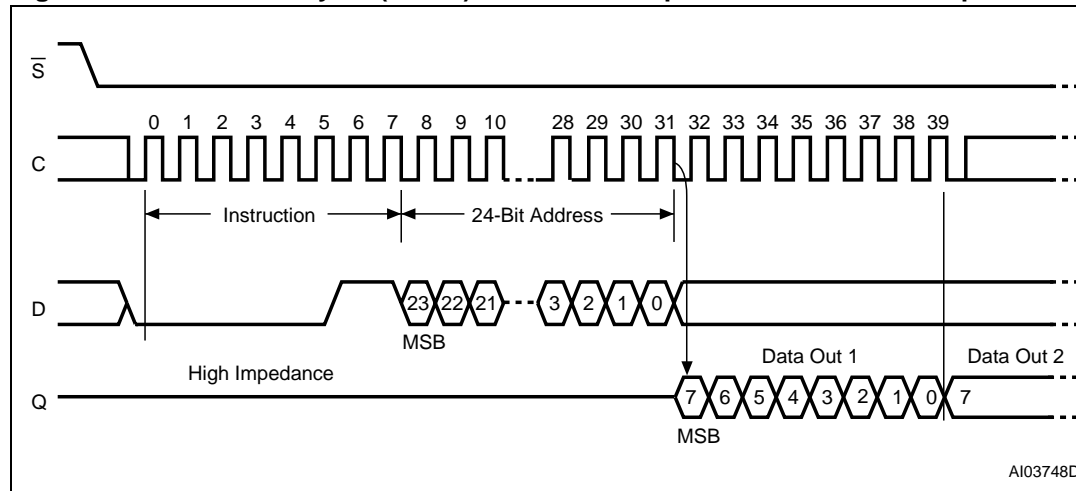 S
0 1 2 3 4 5 6 7 8 9 10 28 29 30 31 32 33 34 35 36 37 38 39
C
Instruction 24-Bit Address
D
23 22 21 3 2 1 0
MSB
Data Out 1 Data Out 2
High Impedance
Q
7 6 5 4 3 2 1 0 7
MSB
AI03748D